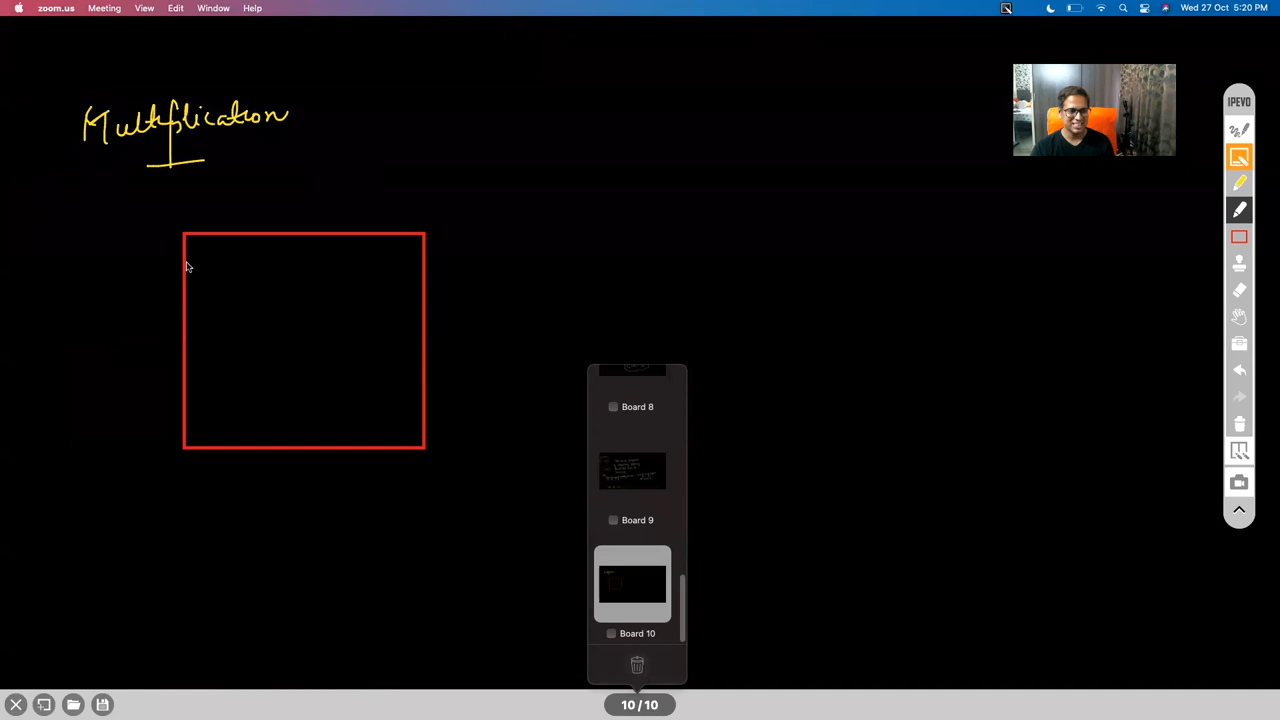 zoom.us Meeting View Edit Window Help Wed 27 Oct 5:20 PM
Multiplication
IPEVO
Board 8
Board 9
Board 10
10 / 10